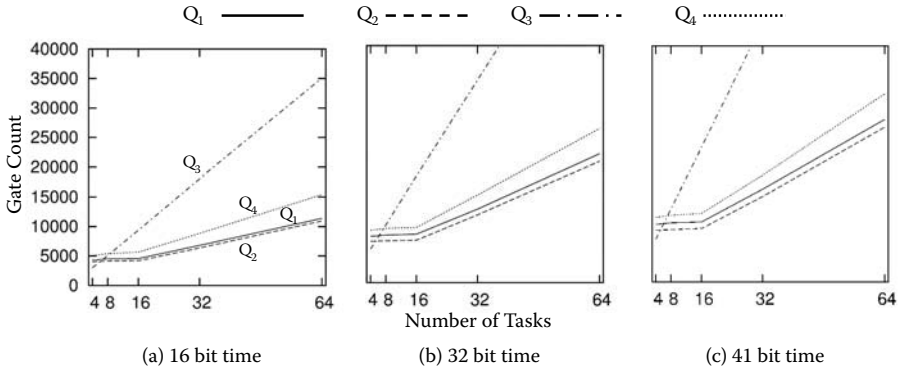 Q1 Q2 Q3 Q4
40000
35000
30000
25000
20000
15000
10000
5000
0
Gate Count
Q3
Q4
Q1
Q2
4 8 16 32 64
4 8 16 32 64
4 8 16 32 64
Number of Tasks
(a) 16 bit time
(b) 32 bit time
(c) 41 bit time